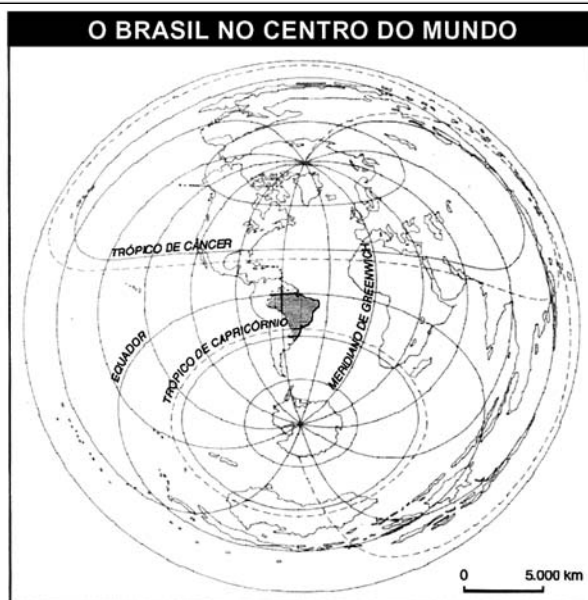 O BRASIL NO CENTRO DO MUNDO
TRÓPICO DE CÂNCER
EQUADOR
TRÓPICO DE CAPRICÓRNIO
MERIDIANO DE GREENWICH
0 5.000 km